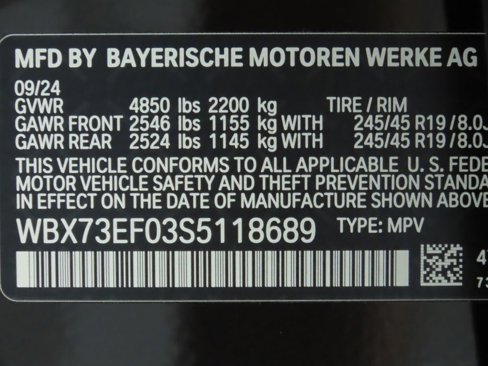 MFD BY BAYERISCHE MOTOREN WERKE AG
09/24
GVWR 4850 lbs 2200 kg TIRE / RIM
GAWR FRONT 2546 lbs 1155 kg WITH 245/45 R19/8.0J
GAWR REAR 2524 lbs 1145 kg WITH 245/45 R19/8.0J
THIS VEHICLE CONFORMS TO ALL APPLICABLE U. S. FEDE
MOTOR VEHICLE SAFETY AND THEFT PREVENTION STANDA
IN EFFECT ON THE DATE OF MANUFACTURE SHOWN ABOVE
WBX73EF03S5118689 TYPE: MPV